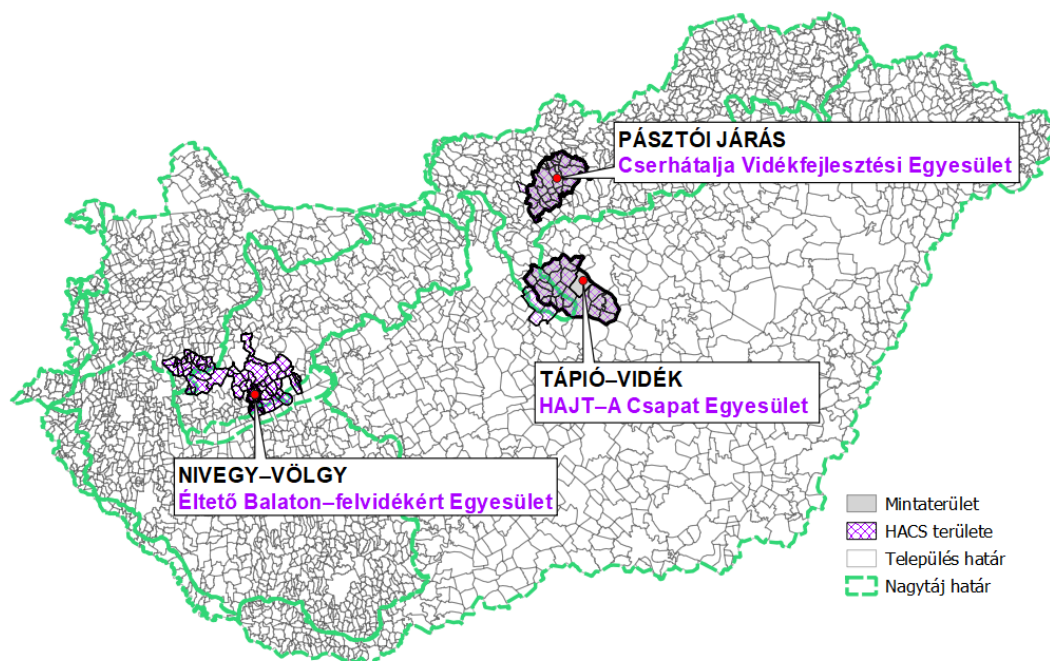 PÁSZTÓI JÁRÁS
Cserhátalja Vidékfejlesztési Egyesület
TÁPIÓ–VIDÉK
HAJT–A Csapat Egyesület
NIVEGY–VÖLGY
Éltető Balaton–felvidékért Egyesület
Mintaterület
HACS területe
Település határ
Nagytáj határ